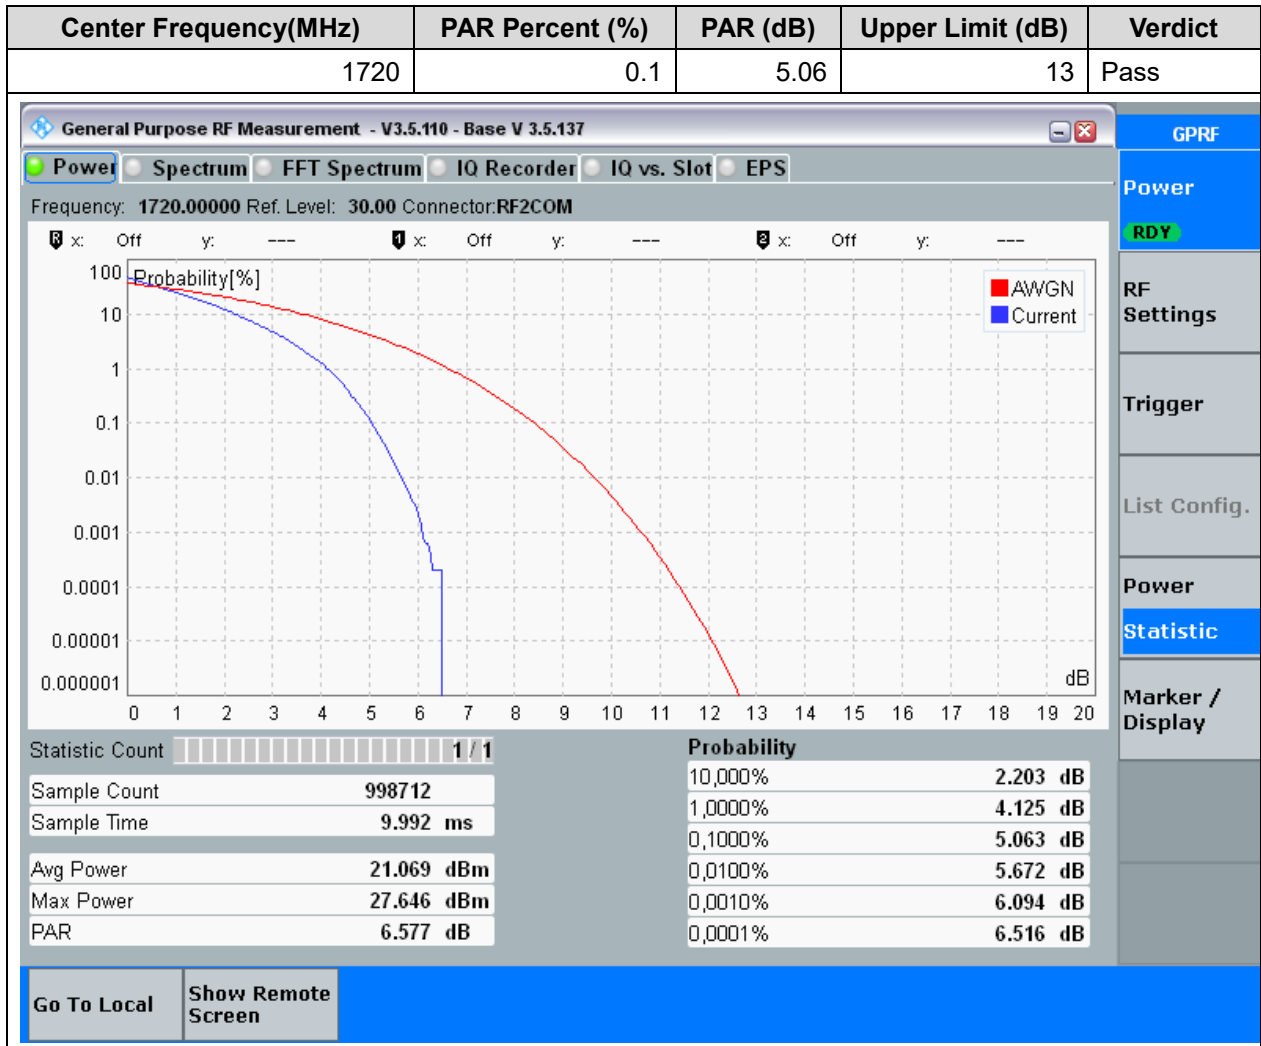 Center Frequency(MHz) PAR Percent (%) PAR (dB) Upper Limit (dB) Verdict
1720 0.1 5.06 13 Pass
General Purpose RF Measurement - V3.5.110 - Base V 3.5.137
GPRF
Power Spectrum FFT Spectrum IQ Recorder IQ vs. Slot EPS
Power
RDY
Frequency: 1720.00000 Ref. Level: 30.00 Connector:RF2COM
R x: Off y: --- 1 x: Off y: --- 2 x: Off y: ---
Probability[%]
AWGN
Current
100
10
1
0.1
0.01
0.001
0.0001
0.00001
0.000001
dB
0 1 2 3 4 5 6 7 8 9 10 11 12 13 14 15 16 17 18 19 20
RF
Settings
Trigger
List Config.
Power
Statistic
Marker /
Display
Statistic Count 1 / 1
Sample Count 998712
Sample Time 9.992 ms
Avg Power 21.069 dBm
Max Power 27.646 dBm
PAR 6.577 dB
Probability
10,000% 2.203 dB
1,0000% 4.125 dB
0,1000% 5.063 dB
0,0100% 5.672 dB
0,0010% 6.094 dB
0,0001% 6.516 dB
Go To Local
Show Remote
Screen